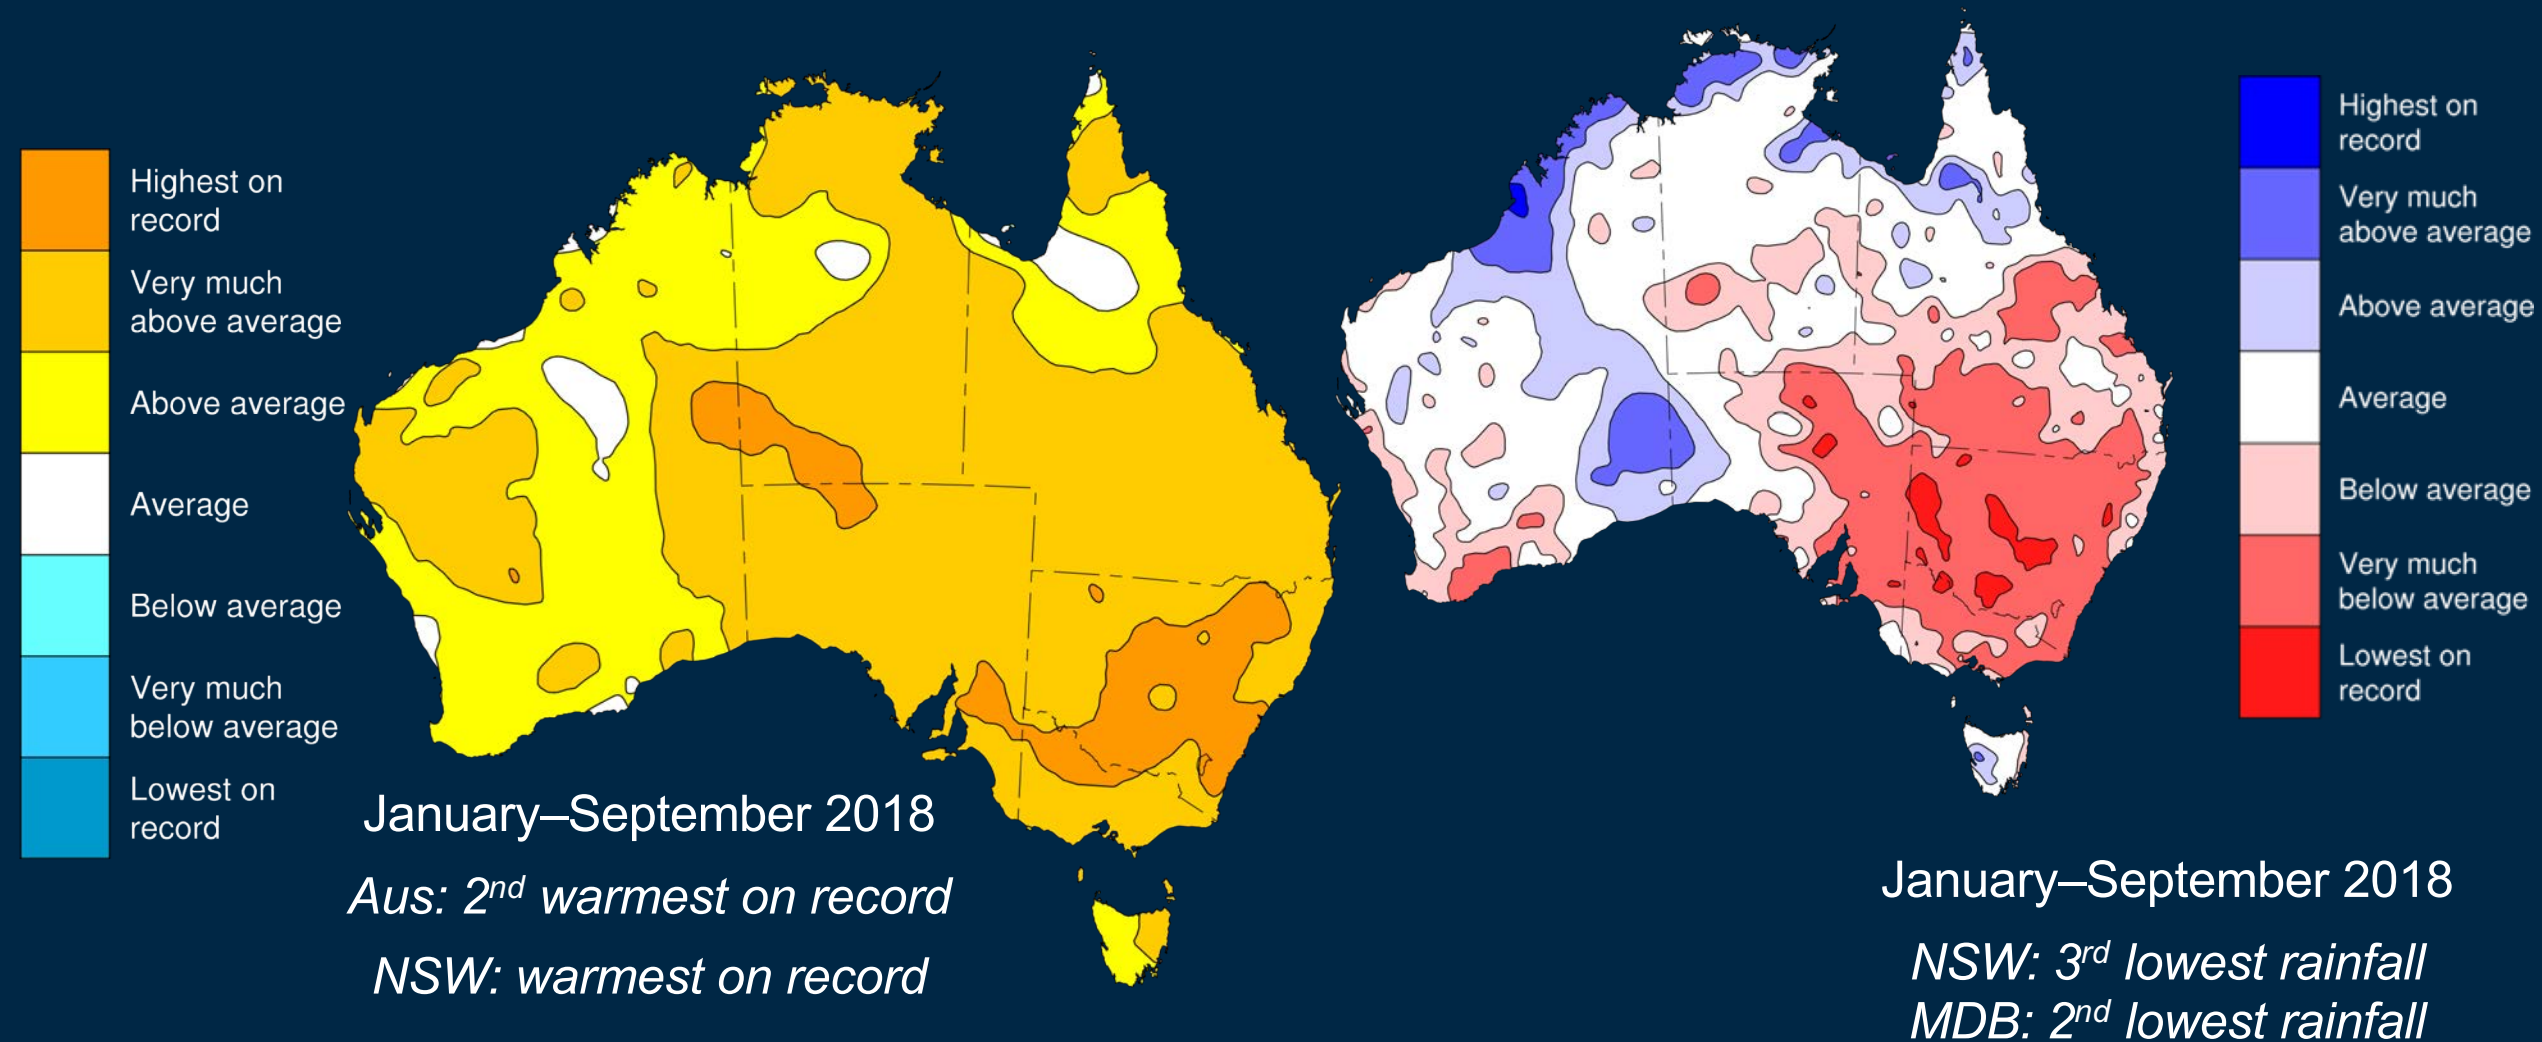 Highest on
record
Very much
above average
Above average
Average
Below average
Very much
below average
Lowest on
record
January–September 2018
Aus: 2nd warmest on record
NSW: warmest on record
Highest on
record
Very much
above average
Above average
Average
Below average
Very much
below average
Lowest on
record
January–September 2018
NSW: 3rd lowest rainfall
MDB: 2nd lowest rainfall